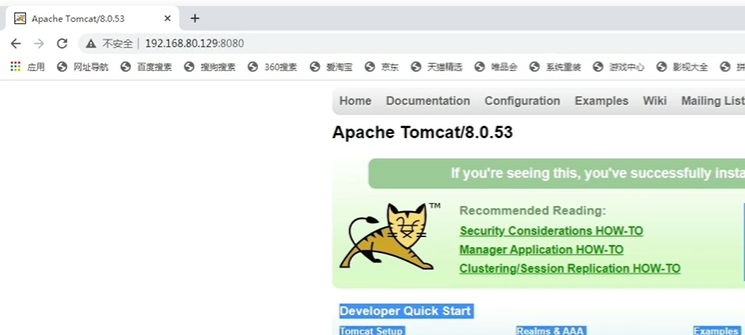 Apache Tomcat/8.0.53
不安全 | 192.168.80.129:8080
应用 网址导航 百度搜索 搜狗搜索 360搜索 爱淘宝 京东 天猫精选 唯品会 系统重装 游戏中心 影视大全
Home Documentation Configuration Examples Wiki Mailing List
Apache Tomcat/8.0.53
If you're seeing this, you've successfully insta
TM
Recommended Reading:
Security Considerations HOW-TO
Manager Application HOW-TO
Clustering/Session Replication HOW-TO
Developer Quick Start
Tomcat Setup Realms & AAA Examples